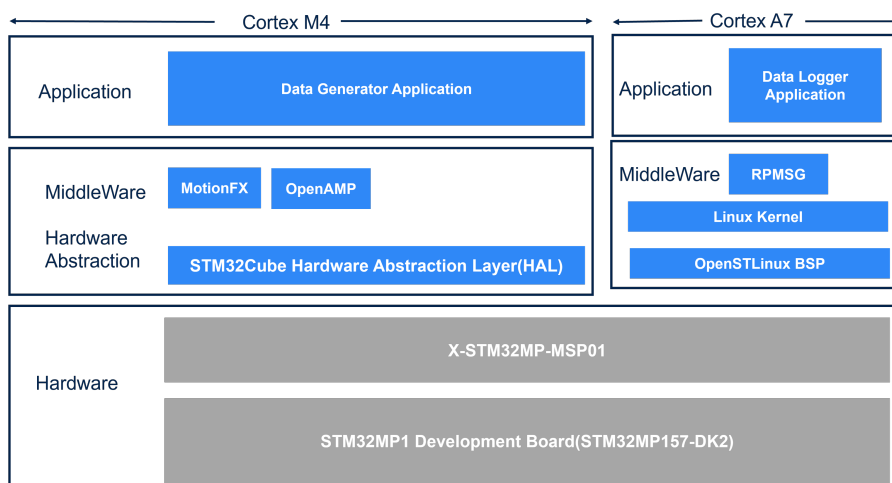 Cortex M4
Cortex A7
Application
Data Generator Application
Application
Data Logger
Application
MiddleWare
MotionFX
OpenAMP
MiddleWare
RPMSG
Linux Kernel
Hardware
Abstraction
STM32Cube Hardware Abstraction Layer(HAL)
OpenSTLinux BSP
Hardware
X-STM32MP-MSP01
STM32MP1 Development Board(STM32MP157-DK2)